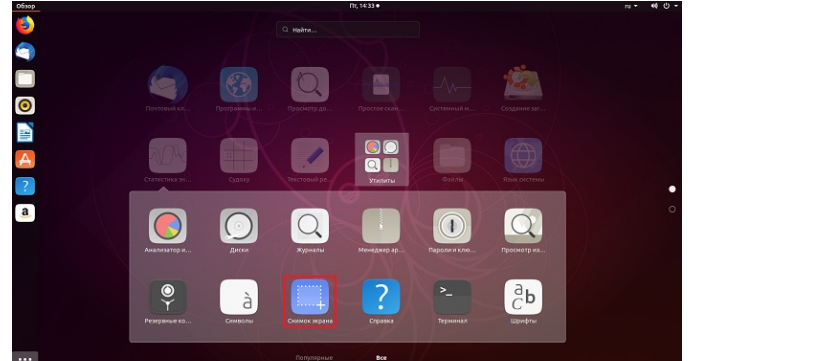 Обзор
Пт, 14:33
ru
Найти...
Почтовый кл...
Программы и...
Просмотр до...
Простое скан...
Системный м...
Создание заг...
Статистика эн...
Судоку
Текстовый ре...
Утилиты
Файлы
Язык системы
Анализатор и...
Диски
Журналы
Менеджер ар...
Пароли и клю...
Просмотр из...
Резервные ко...
Символы
Снимок экрана
Справка
Терминал
Шрифты
Популярные
Все